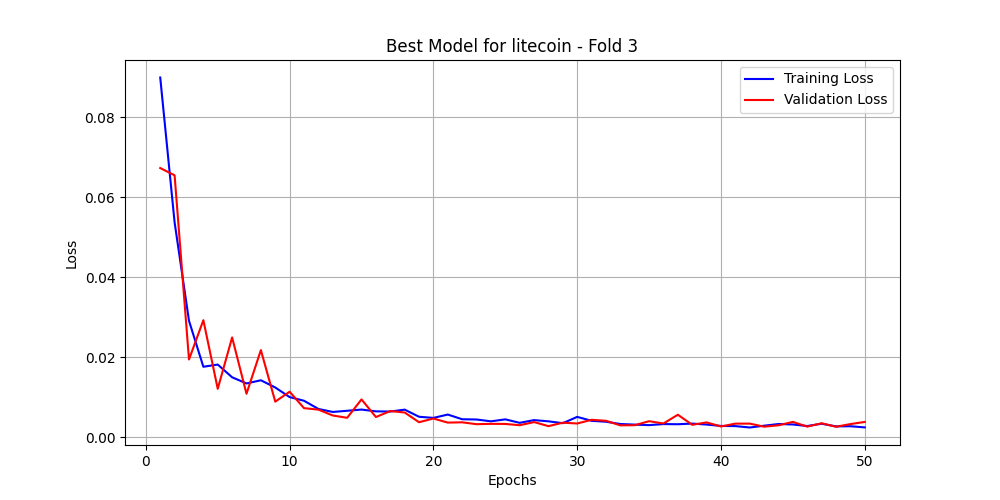 Best Model for litecoin - Fold 3
Training Loss
Validation Loss
Loss
0.08
0.06
0.04
0.02
0.00
0
10
20
30
40
50
Epochs